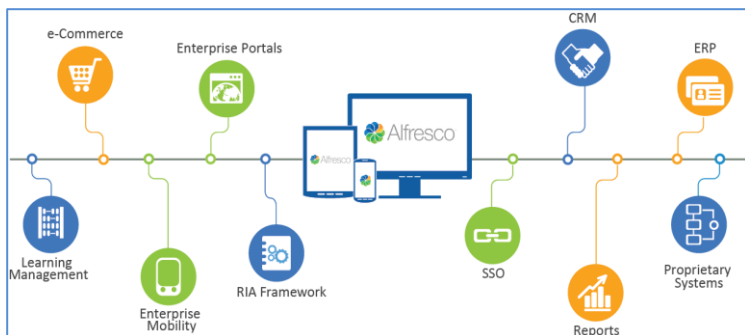 e-Commerce
Enterprise Portals
CRM
ERP
Alfresco
Alfresco
Learning
Management
Enterprise
Mobility
RIA Framework
SSO
Reports
Proprietary
Systems